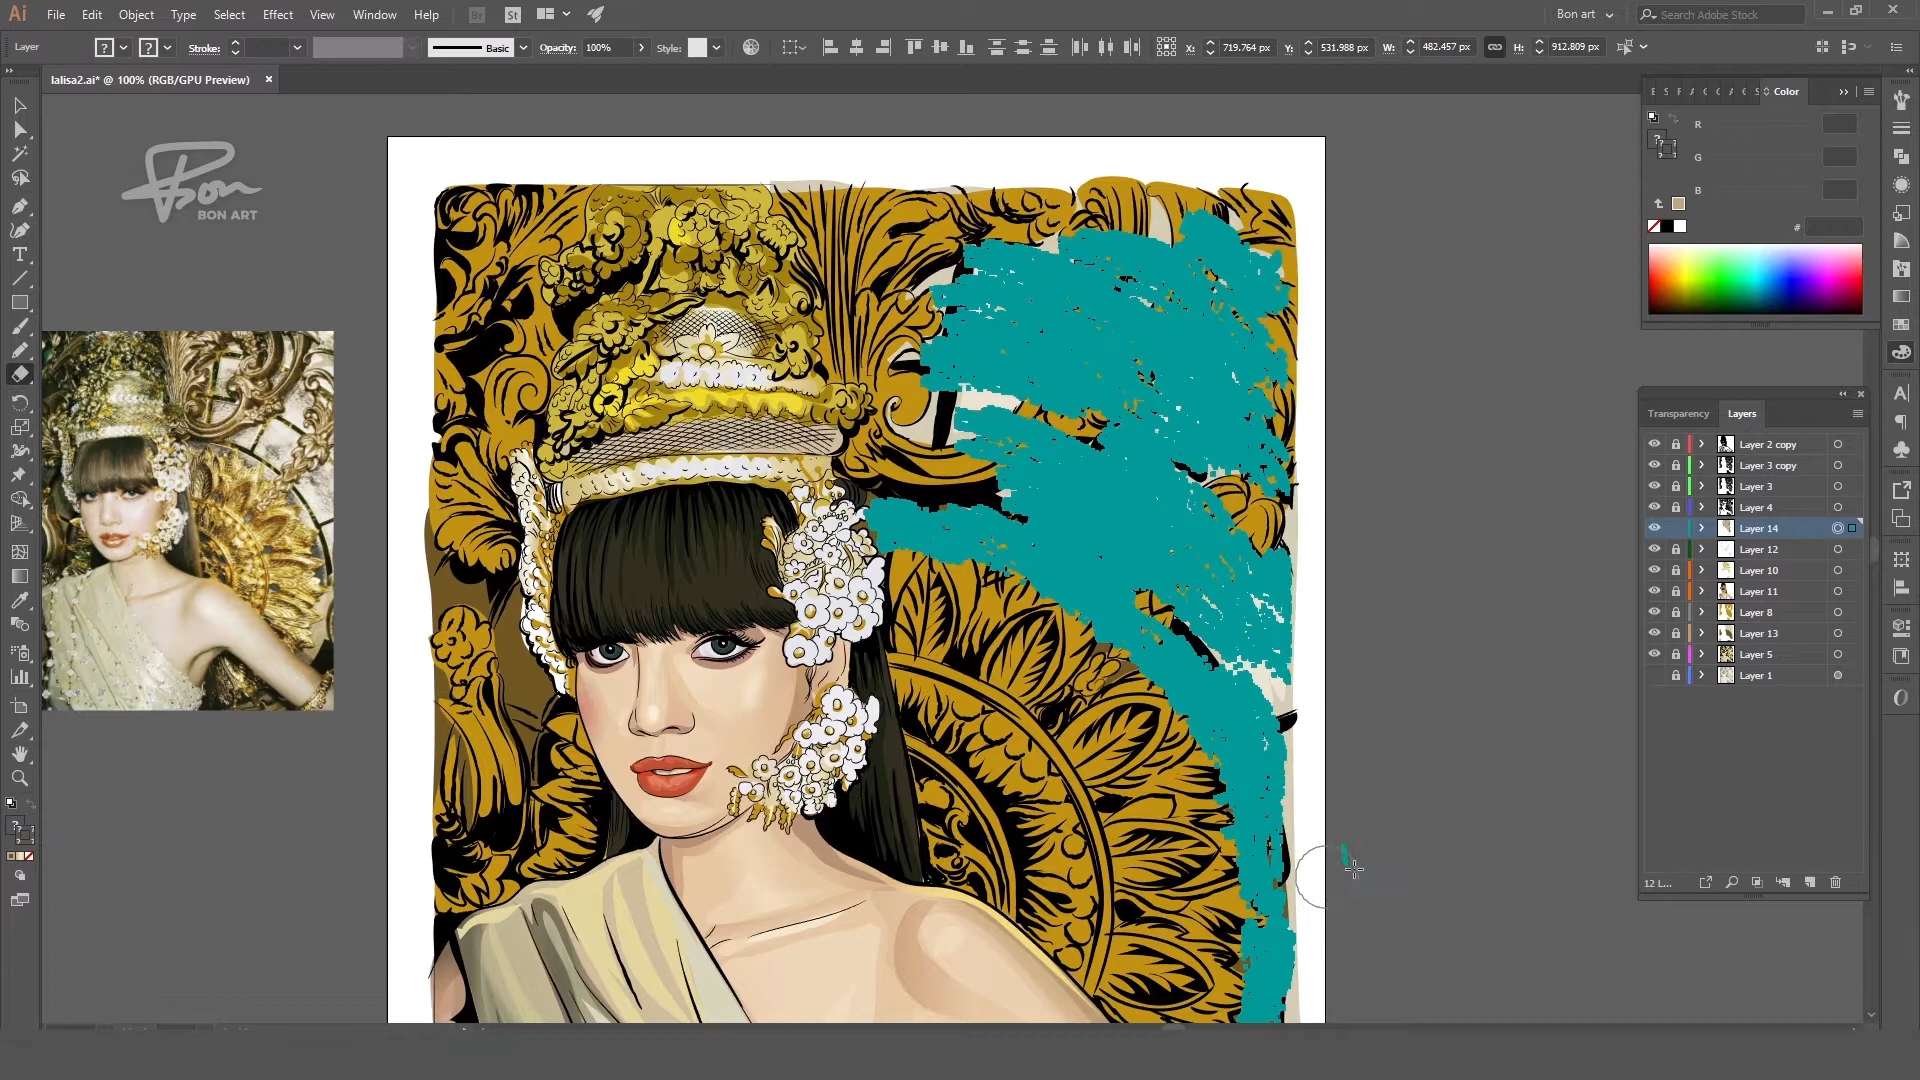 Ai File Edit Object Type Select Effect View Window Help Br St Bon art Search Adobe Stock
Layer ? ? Stroke: Basic Opacity: 100% Style: X: 719.764 px Y: 531.988 px W: 482.457 px H: 912.809 px
lalisa2.ai* @ 100% (RGB/GPU Preview)
Color
R
G
B
#
Bon
BON ART
Transparency Layers
Layer 2 copy
Layer 3 copy
Layer 3
Layer 4
Layer 14
Layer 12
Layer 10
Layer 11
Layer 8
Layer 13
Layer 5
Layer 1
12 L...